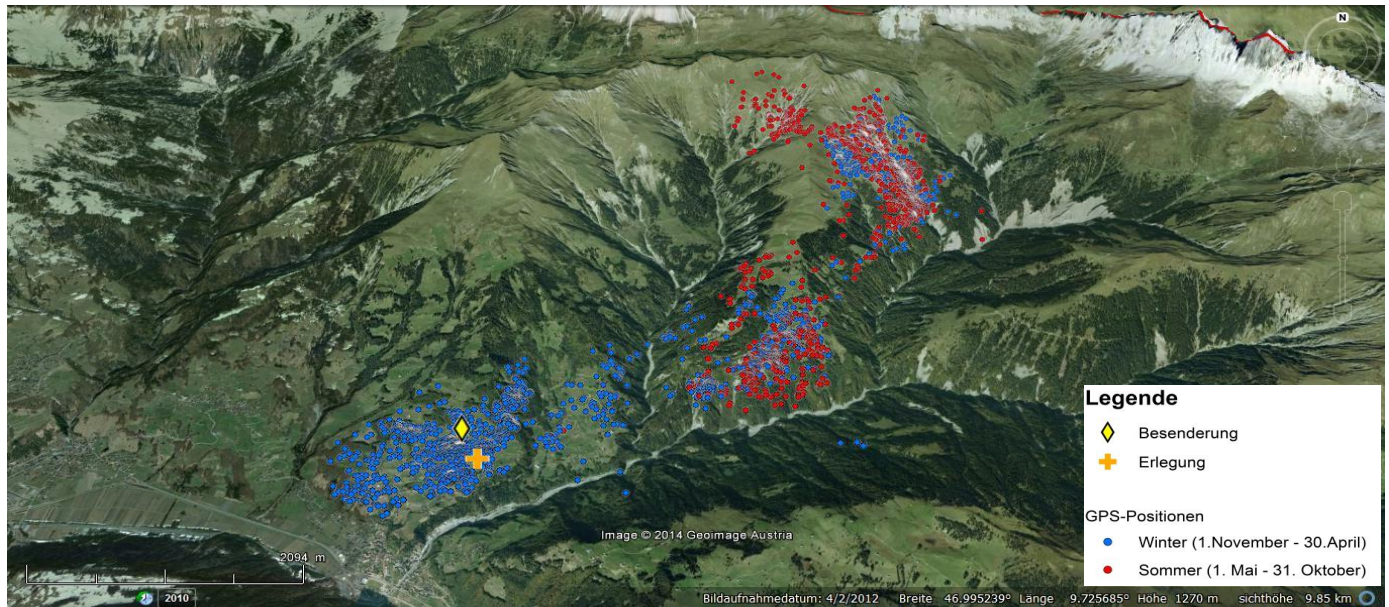 N
Legende
Besenderung
Erlegung
GPS-Positionen
Winter (1.November - 30.April)
Sommer (1. Mai - 31. Oktober)
Image © 2014 Geoimage Austria
2094 m
2010
Bildaufnahmedatum: 4/2/2012 Breite 46.995239° Länge 9.725685° Höhe 1270 m sichthöhe 9.85 km